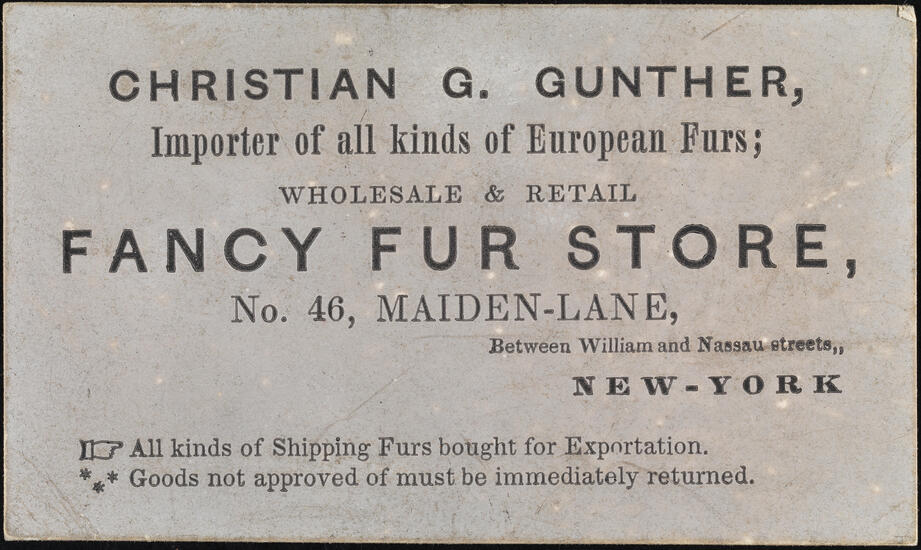 CHRISTIAN G. GUNTHER,
Importer of all kinds of European Furs;
WHOLESALE & RETAIL
FANCY FUR STORE,
No. 46, MAIDEN-LANE,
Between William and Nassau streets,,
NEW-YORK
☞ All kinds of Shipping Furs bought for Exportation.
*** Goods not approved of must be immediately returned.